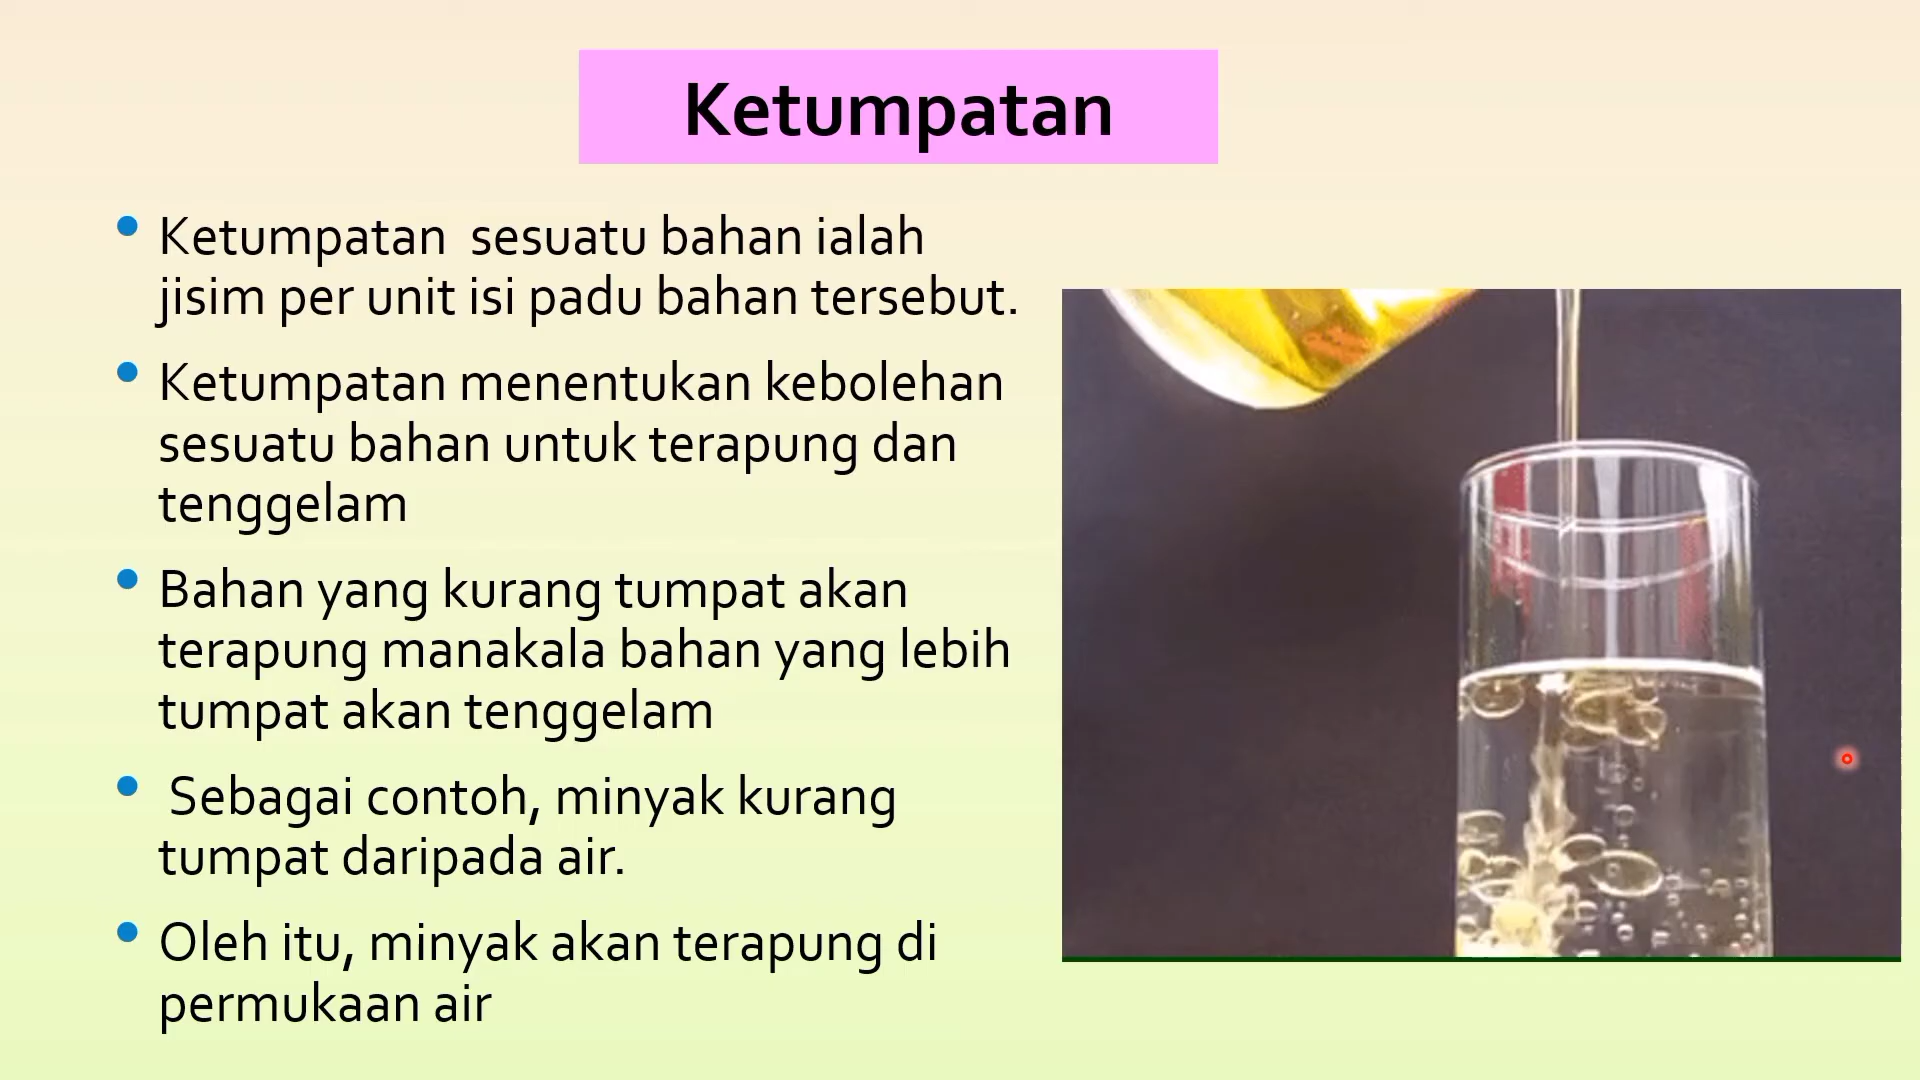 Ketumpatan
• Ketumpatan sesuatu bahan ialah
jisim per unit isi padu bahan tersebut.
• Ketumpatan menentukan kebolehan
sesuatu bahan untuk terapung dan
tenggelam
• Bahan yang kurang tumpat akan
terapung manakala bahan yang lebih
tumpat akan tenggelam
• Sebagai contoh, minyak kurang
tumpat daripada air.
• Oleh itu, minyak akan terapung di
permukaan air